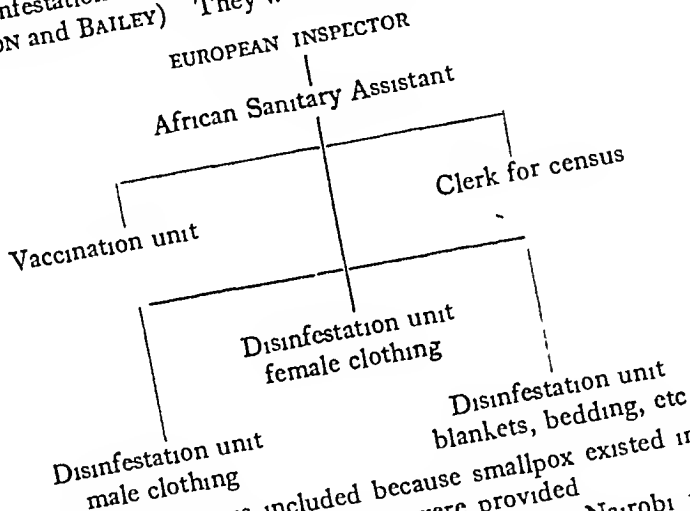 ON and BAILEY) They
EUROPEAN INSPECTOR
African Sanitary Assistant
Clerk for census
Vaccination unit
Disinfestation unit
female clothing
Disinfestation unit
blankets, bedding, etc
Disinfestation unit
male clothing
included because smallpox existed in
were provided
Nairobi